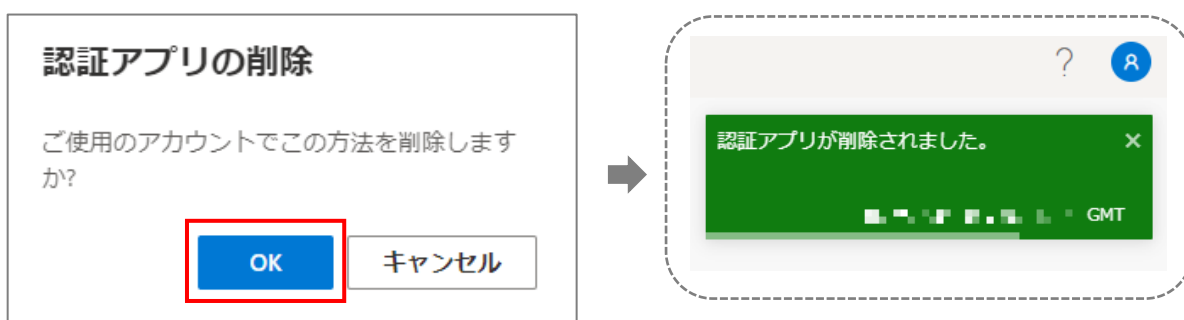 認証アプリの削除
ご使用のアカウントでこの方法を削除します
か?
OK
キャンセル
?
認証アプリが削除されました。
GMT